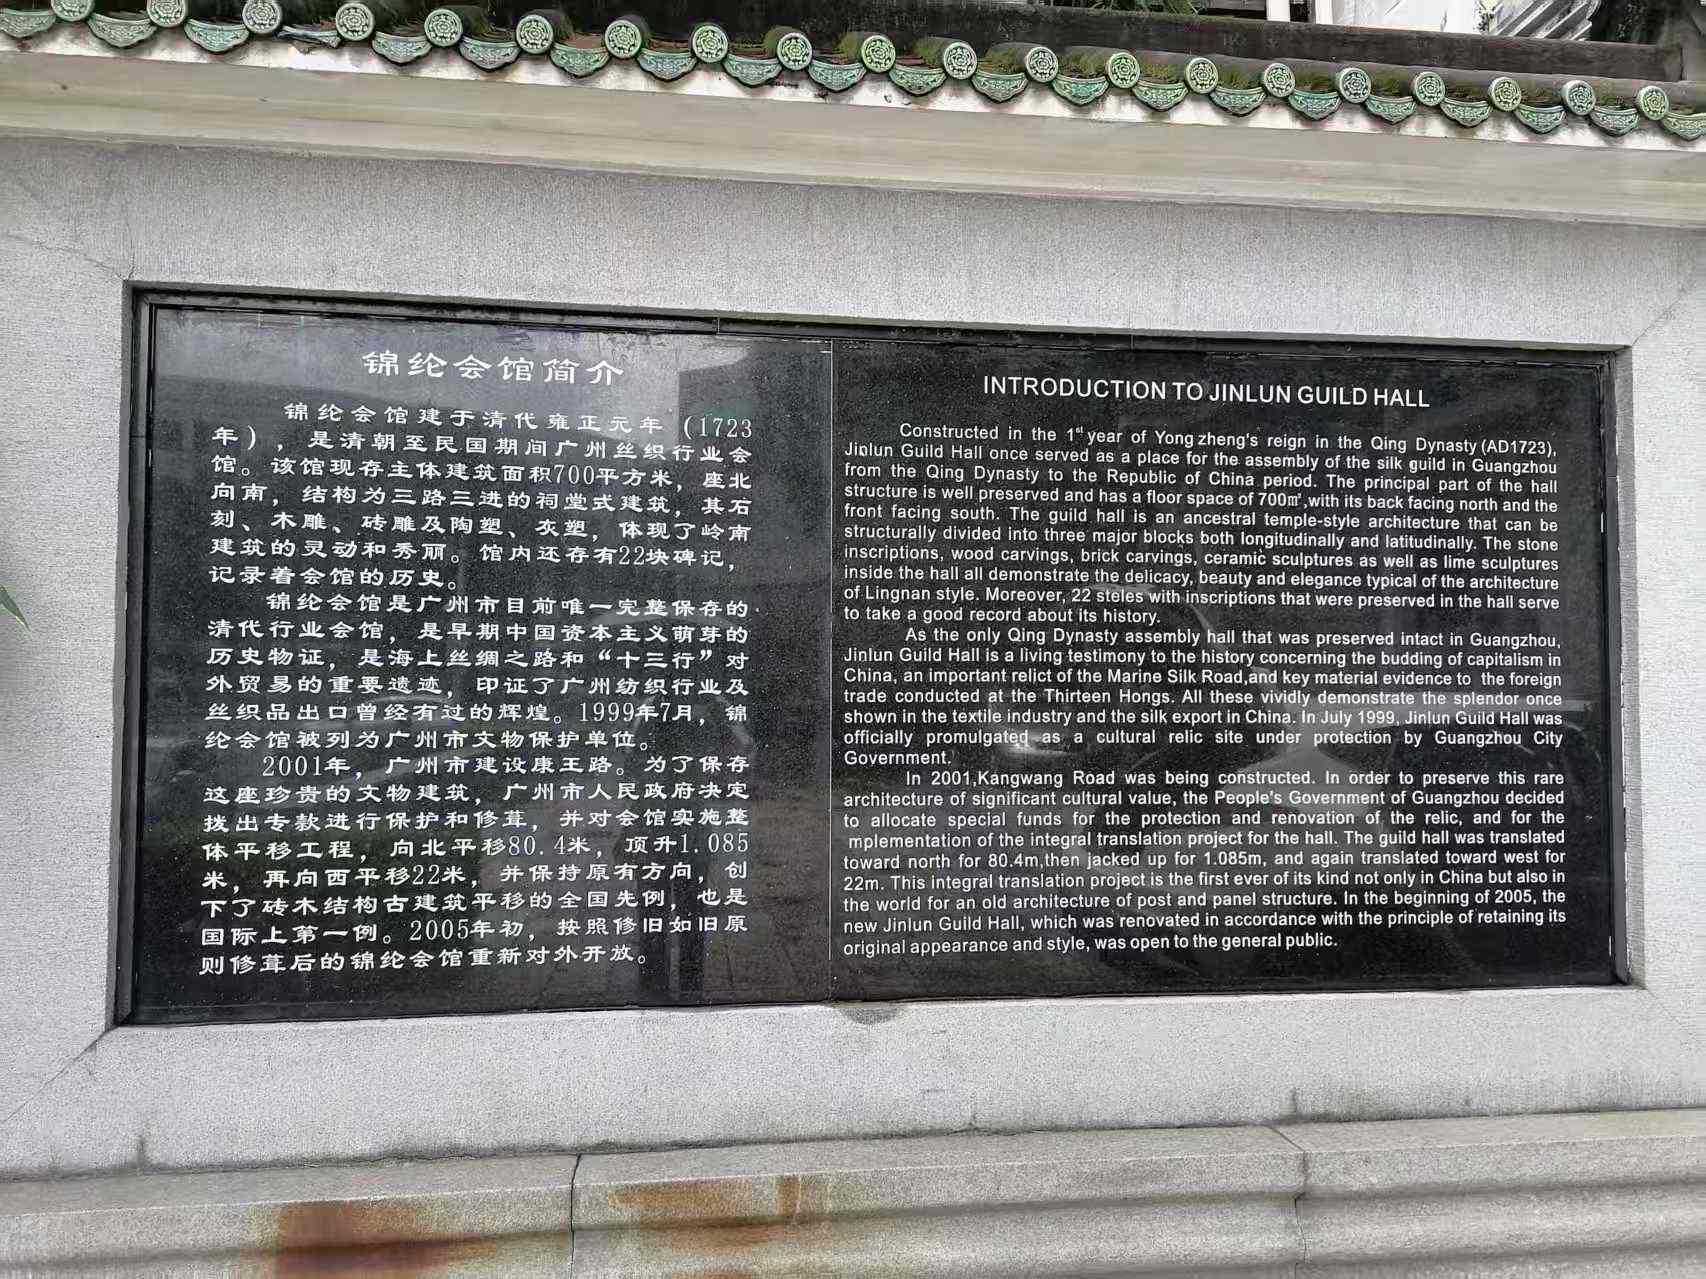 锦纶会馆简介
锦纶会馆建于清代雍正元年（1723
年），是清朝至民国期间广州丝织行业会
馆。该馆现存主体建筑面积700平方米，座北
向南，结构为三路三进的祠堂式建筑，其石
刻、木雕、砖雕及陶塑、灰塑，体现了岭南
建筑的灵动和秀丽。馆内还存有22块碑记，
记录着会馆的历史。
锦纶会馆是广州市目前唯一完整保存的
清代行业会馆，是早期中国资本主义萌芽的
历史物证，是海上丝绸之路和“十三行”对
外贸易的重要遗迹，印证了广州纺织行业及
丝织品出口曾经有过的辉煌。1999年7月，锦
纶会馆被列为广州市文物保护单位。
2001年，广州市建设康王路。为了保存
这座珍贵的文物建筑，广州市人民政府决定
拨出专款进行保护和修葺，并对会馆实施整
体平移工程，向北平移80.4米，顶升1.085
米，再向西平移22米，并保持原有方向，创
下了砖木结构古建筑平移的全国先例，也是
国际上第一例。2005年初，按照修旧如旧原
则修葺后的锦纶会馆重新对外开放。
INTRODUCTION TO JINLUN GUILD HALL
Constructed in the 1st year of Yong zheng's reign in the Qing Dynasty (AD1723),
Jinlun Guild Hall once served as a place for the assembly of the silk guild in Guangzhou
from the Qing Dynasty to the Republic of China period. The principal part of the hall
structure is well preserved and has a floor space of 700㎡,with its back facing north and the
front facing south. The guild hall is an ancestral temple-style architecture that can be
structurally divided into three major blocks both longitudinally and latitudinally. The stone
inscriptions, wood carvings, brick carvings, ceramic sculptures as well as lime sculptures
inside the hall all demonstrate the delicacy, beauty and elegance typical of the architecture
of Lingnan style. Moreover, 22 steles with inscriptions that were preserved in the hall serve
to take a good record about its history.
As the only Qing Dynasty assembly hall that was preserved intact in Guangzhou,
Jinlun Guild Hall is a living testimony to the history concerning the budding of capitalism in
China, an important relict of the Marine Silk Road,and key material evidence to the foreign
trade conducted at the Thirteen Hongs. All these vividly demonstrate the splendor once
shown in the textile industry and the silk export in China. In July 1999, Jinlun Guild Hall was
officially promulgated as a cultural relic site under protection by Guangzhou City
Government.
In 2001,Kangwang Road was being constructed. In order to preserve this rare
architecture of significant cultural value, the People's Government of Guangzhou decided
to allocate special funds for the protection and renovation of the relic, and for the
mplementation of the integral translation project for the hall. The guild hall was translated
toward north for 80.4m,then jacked up for 1.085m, and again translated toward west for
22m. This integral translation project is the first ever of its kind not only in China but also in
the world for an old architecture of post and panel structure. In the beginning of 2005, the
new Jinlun Guild Hall, which was renovated in accordance with the principle of retaining its
original appearance and style, was open to the general public.